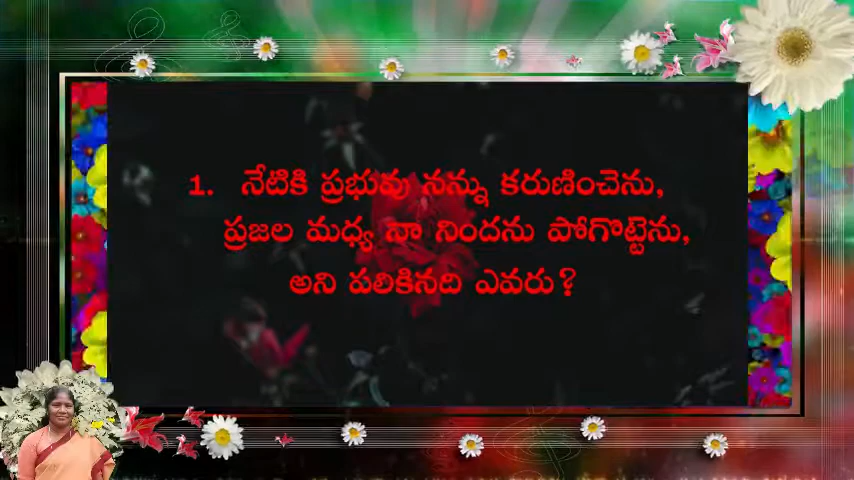 1. నేటికి ప్రభువు నన్ను కరుణించెను,
ప్రజల మధ్య నా నిందను పోగొట్టెను,
అని పలికినది ఎవరు?